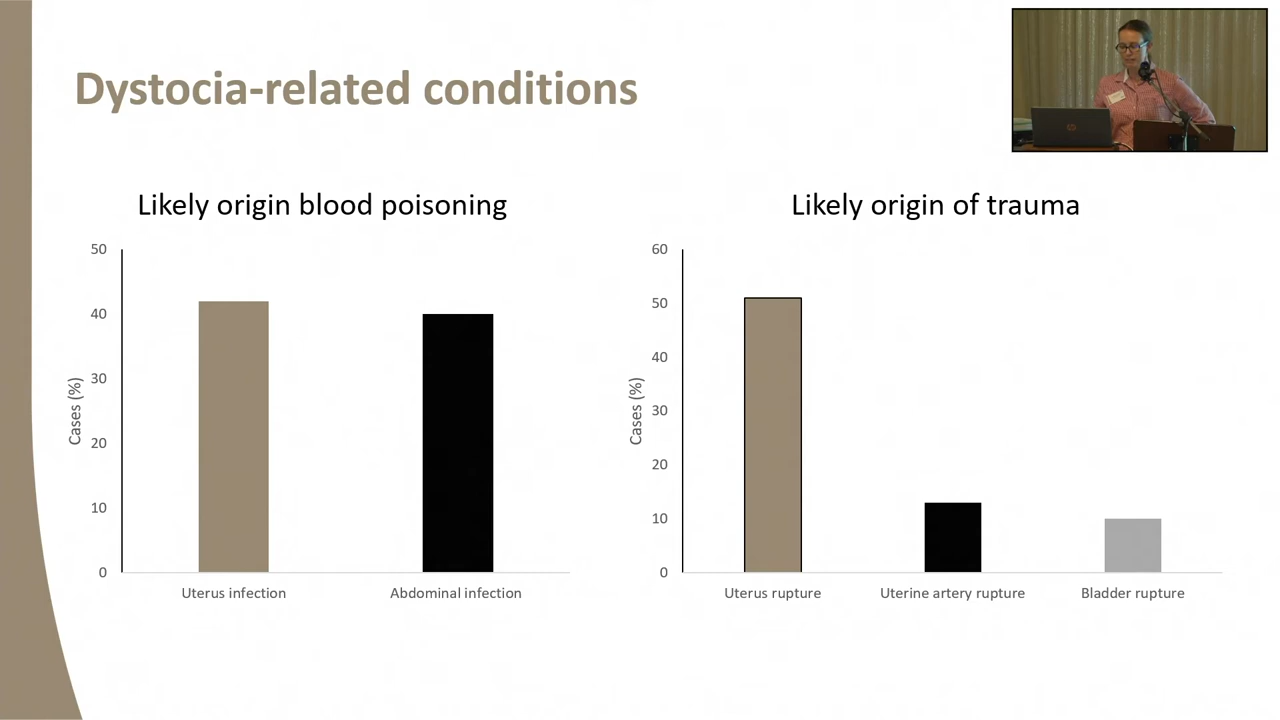 Dystocia-related conditions
Likely origin blood poisoning
50
40
30
20
10
0
Cases (%)
Uterus infection
Abdominal infection
Likely origin of trauma
60
50
40
30
20
10
0
Cases (%)
Uterus rupture
Uterine artery rupture
Bladder rupture